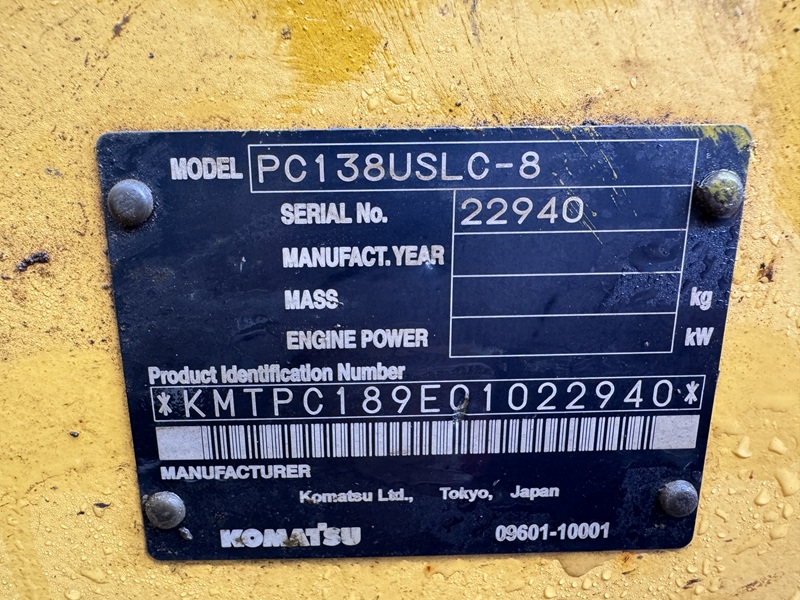 MODEL PC138USLC-8
SERIAL No. 22940
MANUFACT. YEAR
MASS kg
ENGINE POWER kW
Product Identification Number
*KMTPC189E01022940*
MANUFACTURER
Komatsu Ltd., Tokyo, Japan
KOMATSU 09601-10001